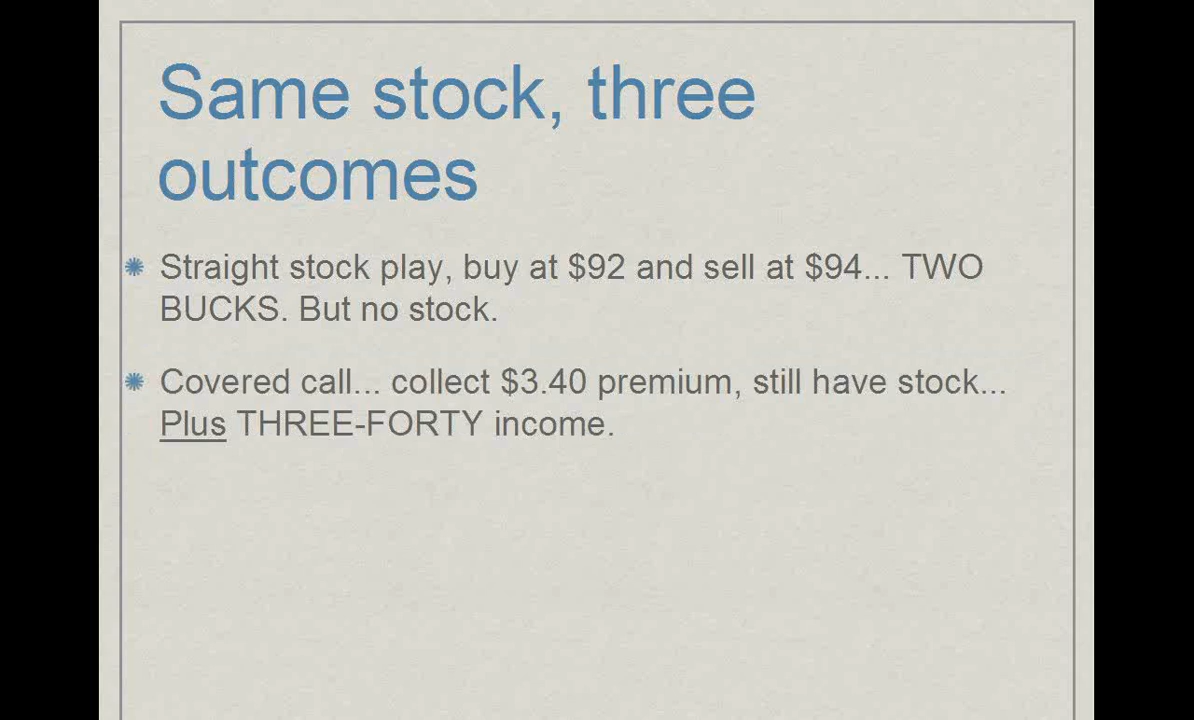 Same stock, three
outcomes
Straight stock play, buy at $92 and sell at $94... TWO
BUCKS. But no stock.
Covered call... collect $3.40 premium, still have stock...
Plus THREE-FORTY income.